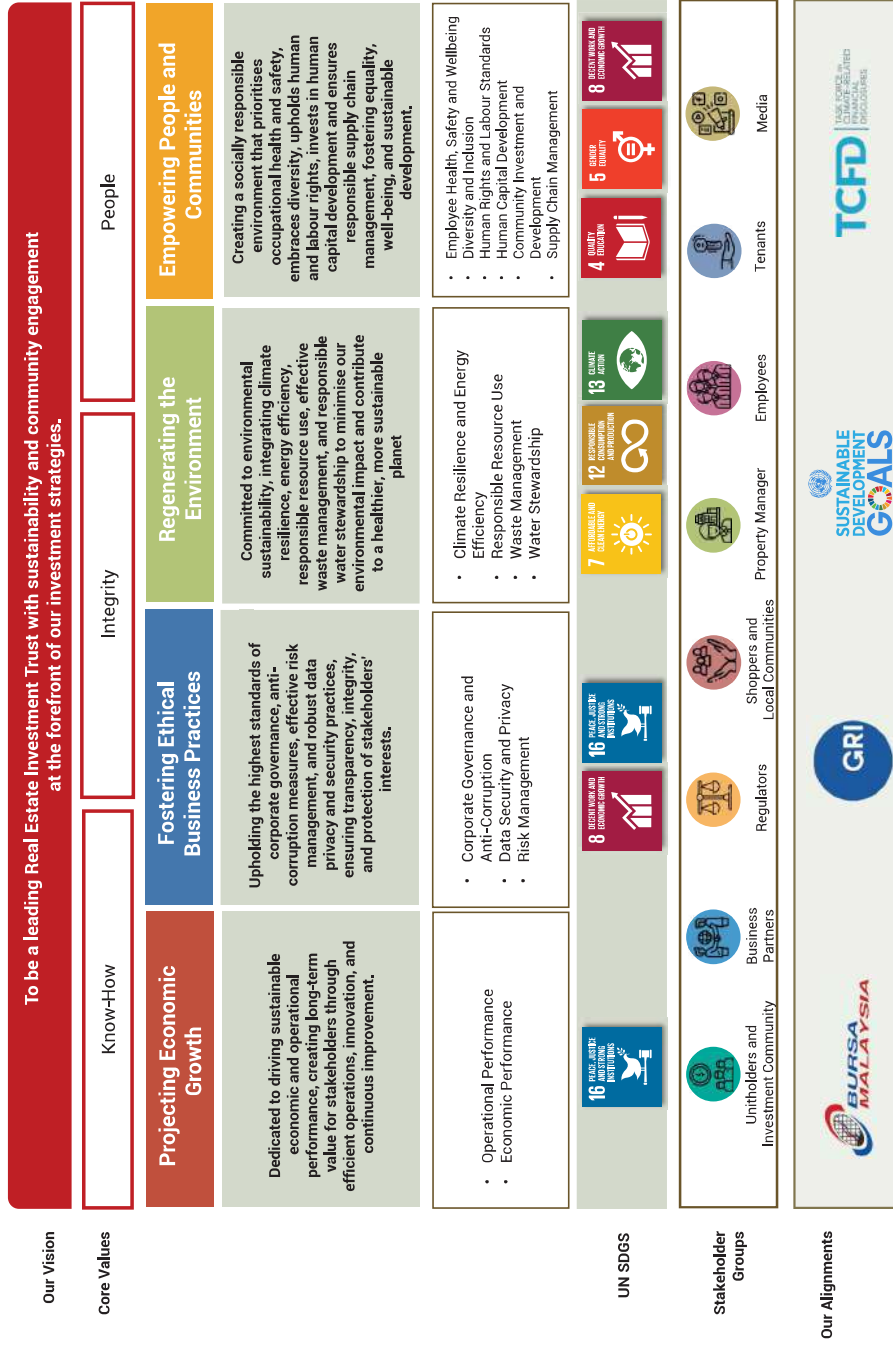 Our Vision
To be a leading Real Estate Investment Trust with sustainability and community engagement
at the forefront of our investment strategies.
Core Values
Know-How
Integrity
People
Projecting Economic
Growth
Fostering Ethical
Business Practices
Regenerating the
Environment
Empowering People and
Communities
Dedicated to driving sustainable
economic and operational
performance, creating long-term
value for stakeholders through
efficient operations, innovation, and
continuous improvement.
Upholding the highest standards of
corporate governance, anti-
corruption measures, effective risk
management, and robust data
privacy and security practices,
ensuring transparency, integrity,
and protection of stakeholders’
interests.
Committed to environmental
sustainability, integrating climate
resilience, energy efficiency,
responsible resource use, effective
waste management, and responsible
water stewardship to minimise our
environmental impact and contribute
to a healthier, more sustainable
planet
Creating a socially responsible
environment that prioritises
occupational health and safety,
embraces diversity, upholds human
and labour rights, invests in human
capital development and ensures
responsible supply chain
management, fostering equality,
well-being, and sustainable
development.
• Operational Performance
• Economic Performance
• Corporate Governance and
Anti-Corruption
• Data Security and Privacy
• Risk Management
• Climate Resilience and Energy
Efficiency
• Responsible Resource Use
• Waste Management
• Water Stewardship
• Employee Health, Safety and Wellbeing
• Diversity and Inclusion
• Human Rights and Labour Standards
• Human Capital Development
• Community Investment and
Development
• Supply Chain Management
UN SDGS
16 PEACE, JUSTICE
AND STRONG
INSTITUTIONS
8 DECENT WORK AND
ECONOMIC GROWTH
16 PEACE, JUSTICE
AND STRONG
INSTITUTIONS
7 AFFORDABLE AND
CLEAN ENERGY
12 RESPONSIBLE
CONSUMPTION
AND PRODUCTION
13 CLIMATE
ACTION
4 QUALITY
EDUCATION
5 GENDER
EQUALITY
8 DECENT WORK AND
ECONOMIC GROWTH
Stakeholder
Groups
Unitholders and
Investment Community
Business
Partners
Regulators
Shoppers and
Local Communities
Property Manager
Employees
Tenants
Media
Our Alignments
BURSA
MALAYSIA
GRI
SUSTAINABLE
DEVELOPMENT
GOALS
TCFD
TASK FORCE ON
CLIMATE-RELATED
FINANCIAL
DISCLOSURES